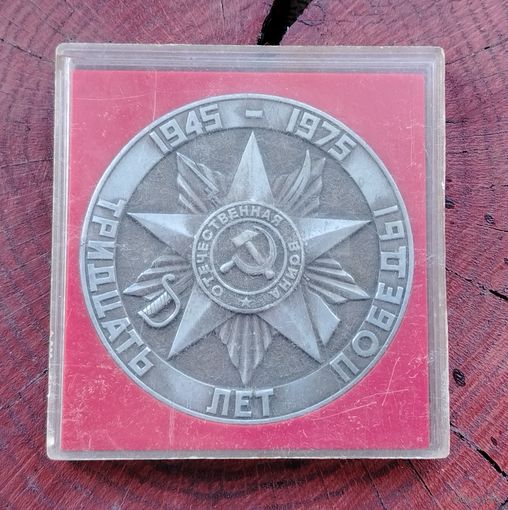 1945 - 1975
ТРИДЦАТЬ ЛЕТ ПОБЕДЫ
ОТЕЧЕСТВЕННАЯ ВОЙНА